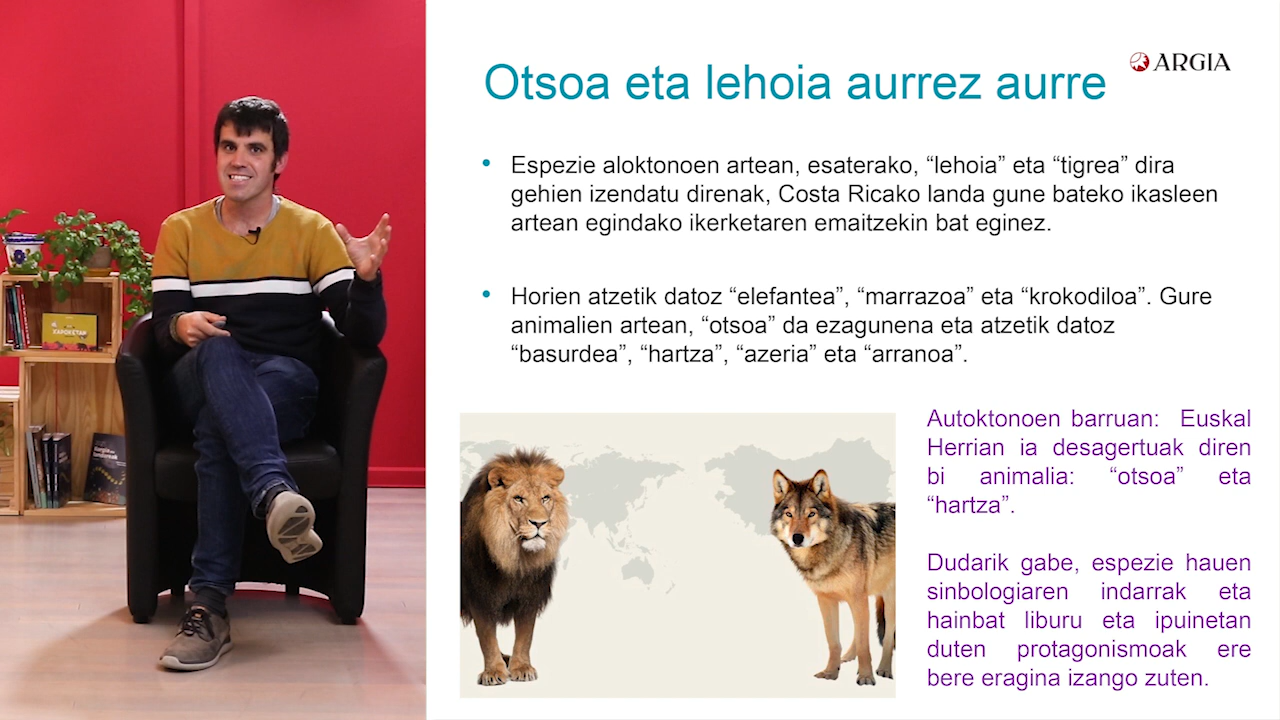 Otsoa eta lehoia aurrez aurre
ARGIA
• Espezie aloktonoen artean, esaterako, “lehoia” eta “tigrea” dira
gehien izendatu direnak, Costa Ricako landa gune bateko ikasleen
artean egindako ikerketaren emaitzekin bat eginez.
• Horien atzetik datoz “elefantea”, “marrazoa” eta “krokodiloa”. Gure
animalien artean, “otsoa” da ezagunena eta atzetik datoz
“basurdea”, “hartza”, “azeria” eta “arranoa”.
Autoktonoen barruan: Euskal
Herrian ia desagertuak diren
bi animalia: “otsoa” eta
“hartza”.
Dudarik gabe, espezie hauen
sinbologiaren indarrak eta
hainbat liburu eta ipuinetan
duten protagonismoak ere
bere eragina izango zuten.